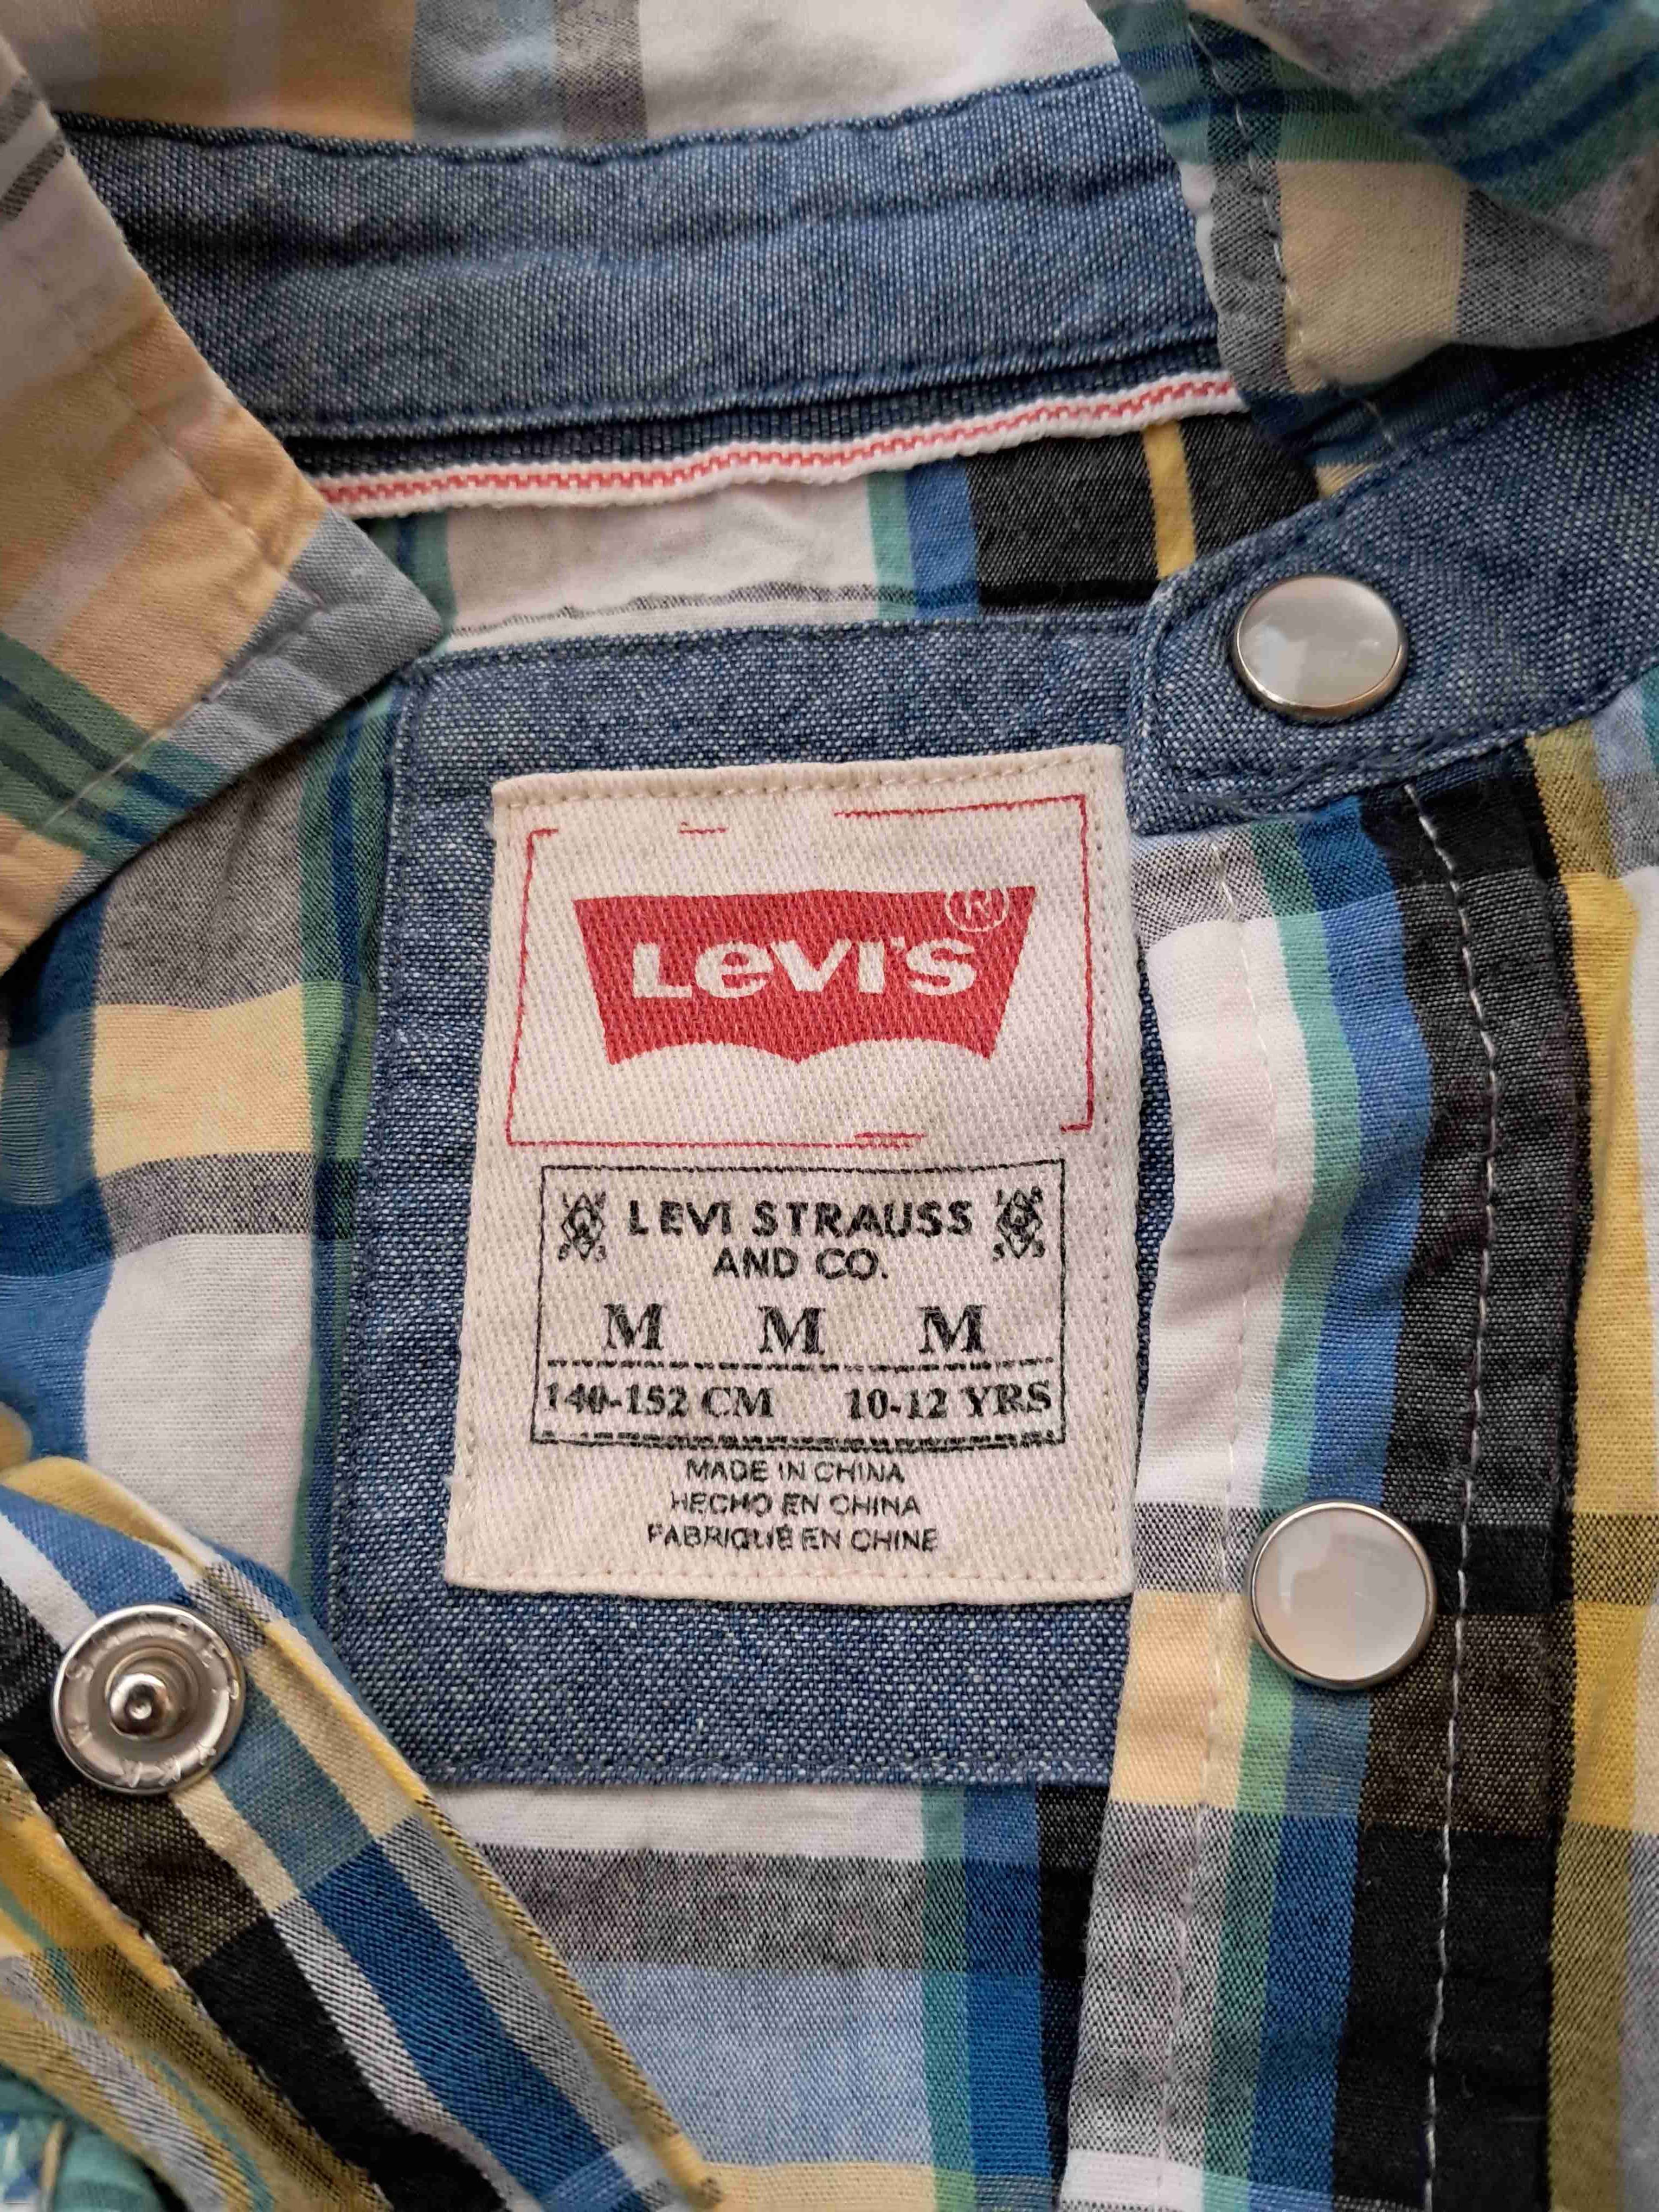 LEVI'S ®
LEVI STRAUSS
AND CO.
M M M
140-152 CM 10-12 YRS
MADE IN CHINA
HECHO EN CHINA
FABRIQUÉ EN CHINE